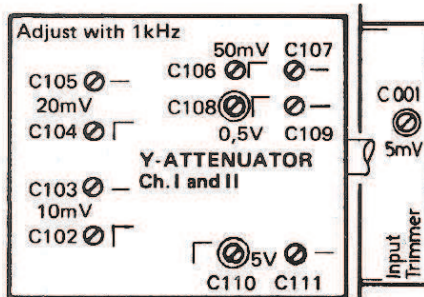 Adjust with 1kHz
50mV C107
C106
C105
20mV
C108
C104
0,5V C109
Y-ATTENUATOR
Ch. I and II
C103
10mV
C102
5V
C110 C111
C001
5mV
Input
Trimmer